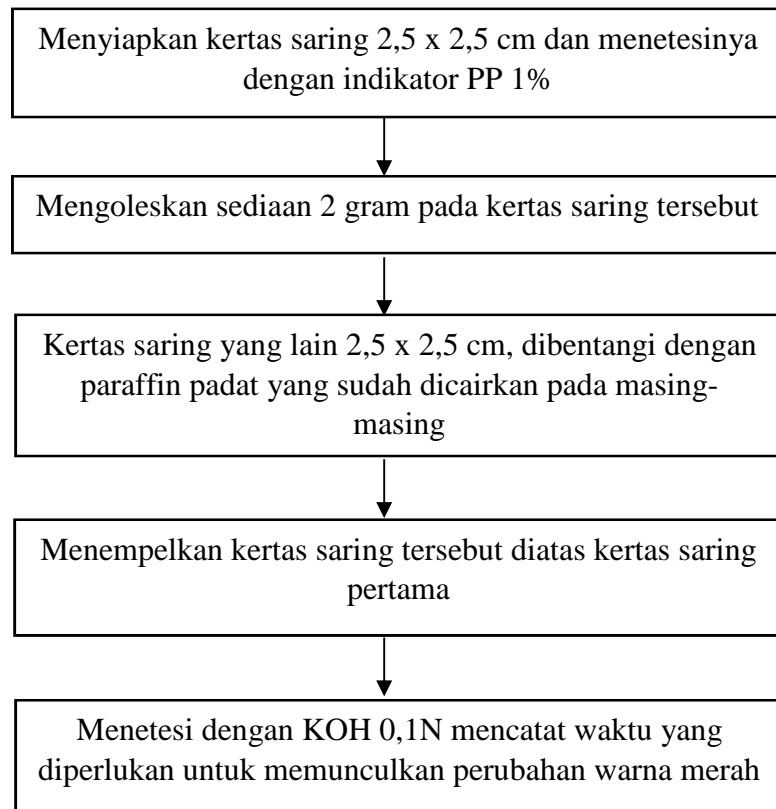 Menyiapkan kertas saring 2,5 x 2,5 cm dan menetesinya
dengan indikator PP 1%
Mengoleskan sediaan 2 gram pada kertas saring tersebut
Kertas saring yang lain 2,5 x 2,5 cm, dibentangi dengan
paraffin padat yang sudah dicairkan pada masing-
masing
Menempelkan kertas saring tersebut diatas kertas saring
pertama
Menetesi dengan KOH 0,1N mencatat waktu yang
diperlukan untuk memunculkan perubahan warna merah